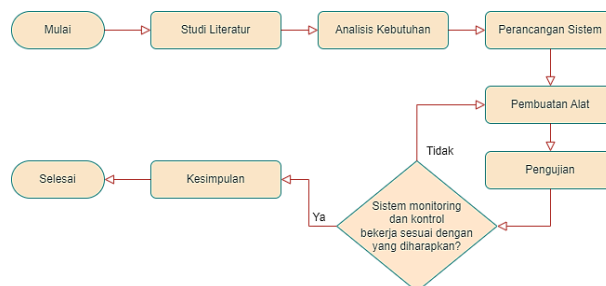 Mulai
Studi Literatur
Analisis Kebutuhan
Perancangan Sistem
Pembuatan Alat
Tidak
Pengujian
Selesai
Kesimpulan
Ya
Sistem monitoring
dan kontrol
bekerja sesuai dengan
yang diharapkan?